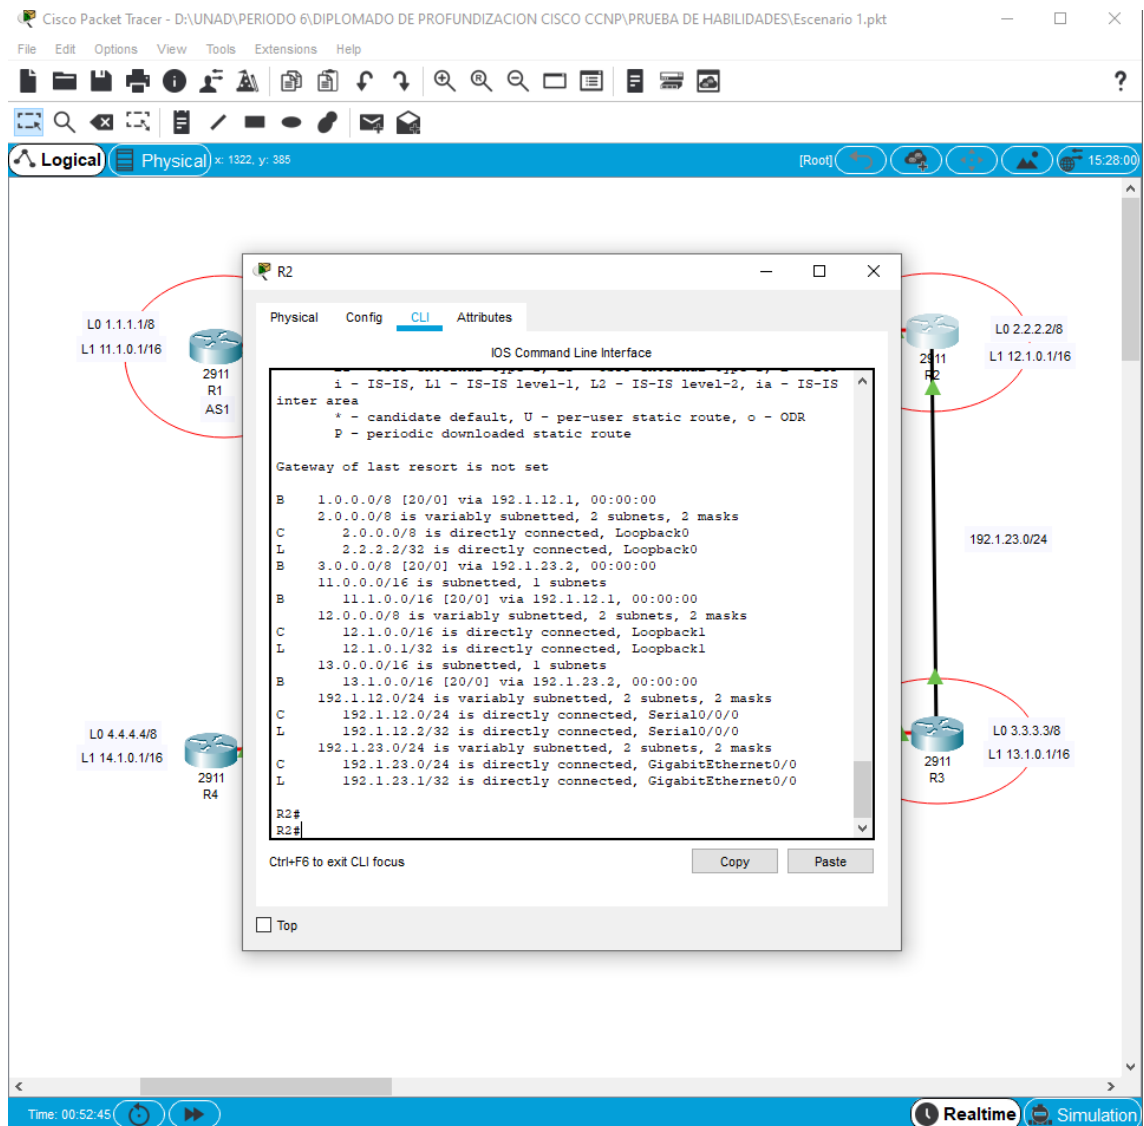 Cisco Packet Tracer - D:\UNAD\PERIODO 6\DIPLOMADO DE PROFUNDIZACION CISCO CCNP\PRUEBA DE HABILIDADES\Escenario 1.pkt
File Edit Options View Tools Extensions Help
?
Logical Physical x: 1322, y: 385 [Root] 15:28:00
R2
Physical Config CLI Attributes
IOS Command Line Interface
i - IS-IS, L1 - IS-IS level-1, L2 - IS-IS level-2, ia - IS-IS
inter area
* - candidate default, U - per-user static route, o - ODR
P - periodic downloaded static route
Gateway of last resort is not set
B 1.0.0.0/8 [20/0] via 192.1.12.1, 00:00:00
2.0.0.0/8 is variably subnetted, 2 subnets, 2 masks
C 2.0.0.0/8 is directly connected, Loopback0
L 2.2.2.2/32 is directly connected, Loopback0
B 3.0.0.0/8 [20/0] via 192.1.23.2, 00:00:00
11.0.0.0/16 is subnetted, 1 subnets
B 11.1.0.0/16 [20/0] via 192.1.12.1, 00:00:00
12.0.0.0/8 is variably subnetted, 2 subnets, 2 masks
C 12.1.0.0/16 is directly connected, Loopback1
L 12.1.0.1/32 is directly connected, Loopback1
13.0.0.0/16 is subnetted, 1 subnets
B 13.1.0.0/16 [20/0] via 192.1.23.2, 00:00:00
192.1.12.0/24 is variably subnetted, 2 subnets, 2 masks
C 192.1.12.0/24 is directly connected, Serial0/0/0
L 192.1.12.2/32 is directly connected, Serial0/0/0
192.1.23.0/24 is variably subnetted, 2 subnets, 2 masks
C 192.1.23.0/24 is directly connected, GigabitEthernet0/0
L 192.1.23.1/32 is directly connected, GigabitEthernet0/0
R2#
R2#
Ctrl+F6 to exit CLI focus
Copy Paste
Top
L0 1.1.1.1/8
L1 11.1.0.1/16
2911
R1
AS1
L0 2.2.2.2/8
L1 12.1.0.1/16
2911
R2
192.1.23.0/24
L0 4.4.4.4/8
L1 14.1.0.1/16
2911
R4
L0 3.3.3.3/8
L1 13.1.0.1/16
2911
R3
Time: 00:52:45 Realtime Simulation